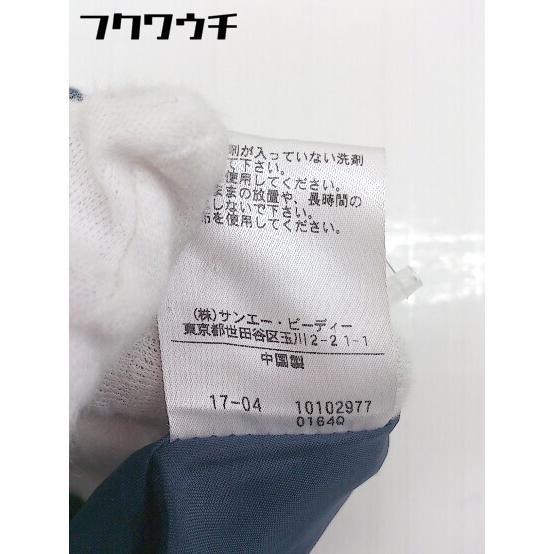 フクワウチ
剤が入っていない洗剤
て下さい。
使用してください。
ままの放置や、長時間の
しないで下さい。
布を使用してください。
(株)サンエー・ビーディー
東京都世田谷区玉川2-21-1
中国製
17-04 10102977
0164Q